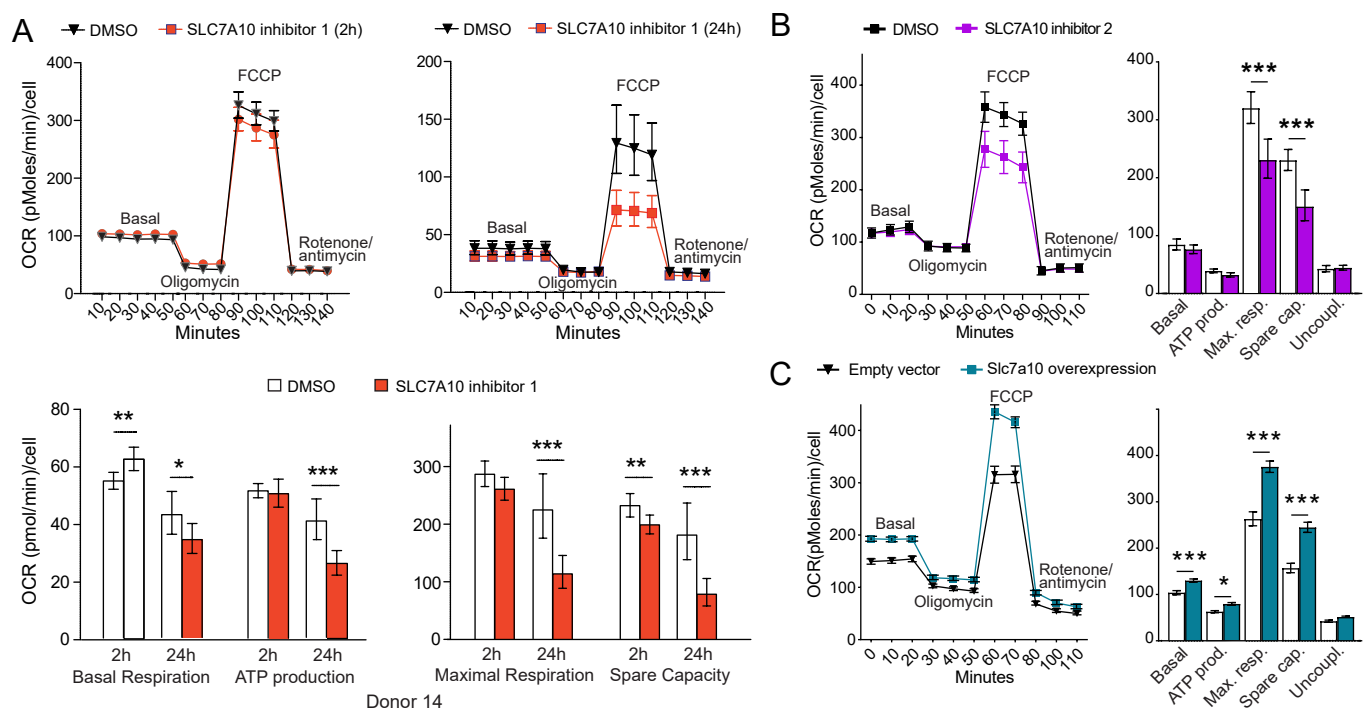 A
DMSO
SLC7A10 inhibitor 1 (2h)
OCR (pMoles/min)/cell
400
300
200
100
0
FCCP
Basal
Oligomycin
Rotenone/
antimycin
10 20 30 40 50 60 70 80 90 100 110 120 130 140
Minutes
DMSO
SLC7A10 inhibitor 1 (24h)
200
150
100
50
0
FCCP
Basal
Oligomycin
Rotenone/
antimycin
10 20 30 40 50 60 70 80 90 100 110 120 130 140
Minutes
DMSO
SLC7A10 inhibitor 1
OCR (pmol/min)/cell
80
60
40
20
0
**
*
***
2h 24h 2h 24h
Basal Respiration ATP production
300
200
100
0
***
**
***
2h 24h 2h 24h
Maximal Respiration Spare Capacity
Donor 14
B
DMSO
SLC7A10 inhibitor 2
OCR (pMoles/min)/cell
400
300
200
100
0
FCCP
Basal
Oligomycin
Rotenone/
antimycin
0 10 20 30 40 50 60 70 80 90 100 110
Minutes
400
300
200
100
0
***
***
Basal
ATP prod.
Max. resp.
Spare cap.
Uncoupl.
C
Empty vector
Slc7a10 overexpression
OCR(pMoles/min)/cell
400
300
200
100
0
FCCP
Basal
Oligomycin
Rotenone/
antimycin
0 10 20 30 40 50 60 70 80 90 100 110
Minutes
400
300
200
100
0
***
*
***
***
Basal
ATP prod.
Max. resp.
Spare cap.
Uncoupl.